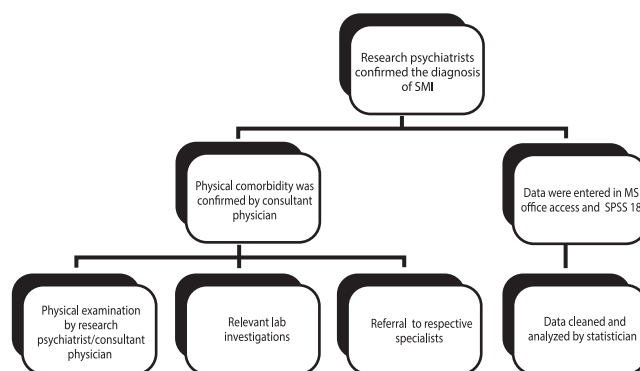 Research psychiatrists
confirmed the diagnosis
of SMI
Physical comorbidity was
confirmed by consultant
physician
Data were entered in MS
office access and SPSS 18
Physical examination
by research
psychiatrist/consultant
physician
Relevant lab
investigations
Referral to respective
specialists
Data cleaned and
analyzed by statistician